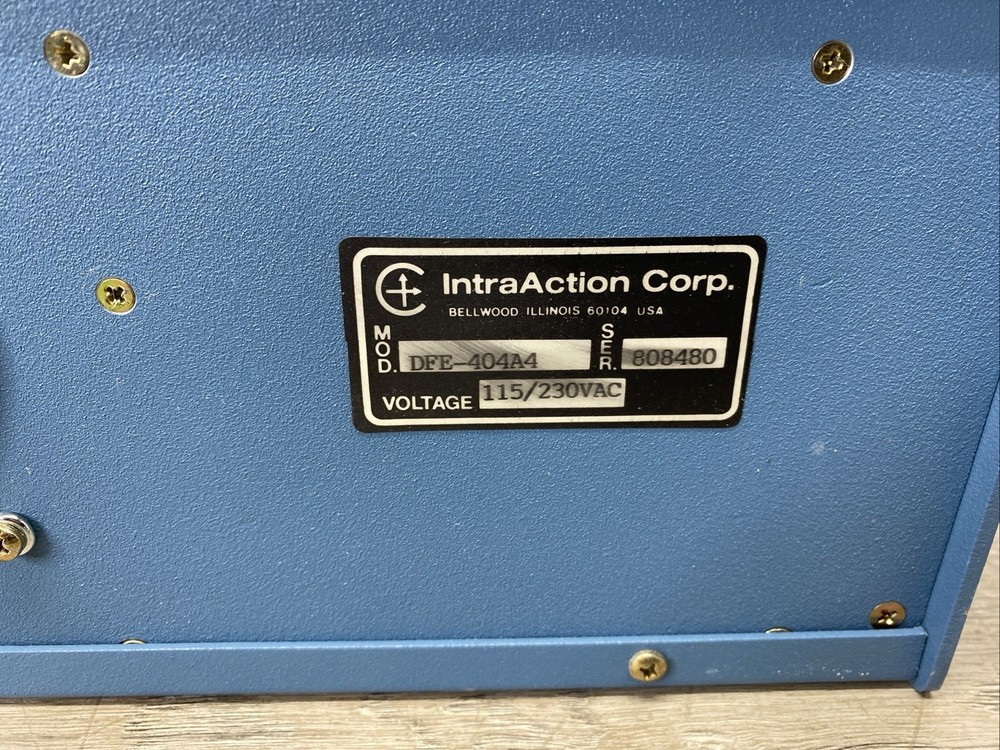 IntraAction Corp.
BELLWOOD ILLINOIS 60104 USA
MOD. DFE-404A4 SER. 808480
VOLTAGE 115/230VAC